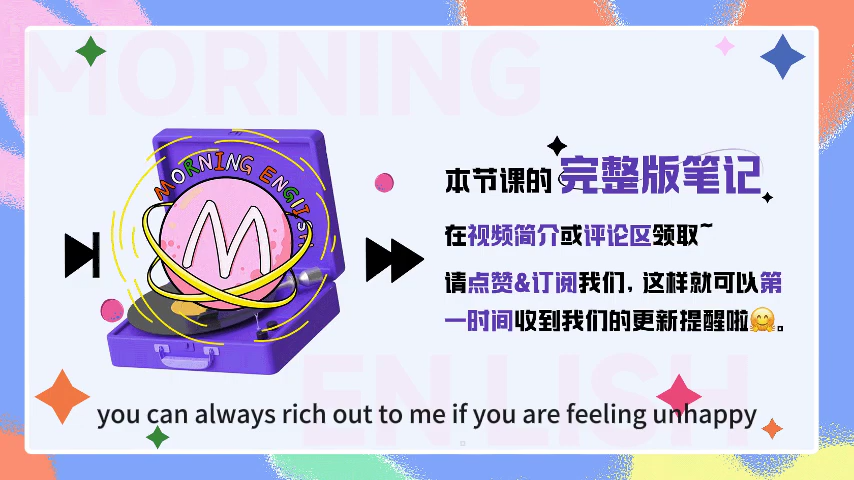 MORNING
MORNING ENGLISH
M
本节课的 完整版笔记
在视频简介或评论区领取~
请点赞&订阅我们，这样就可以第
一时间收到我们的更新提醒啦🤗。
EN LISH
you can always rich out to me if you are feeling unhappy